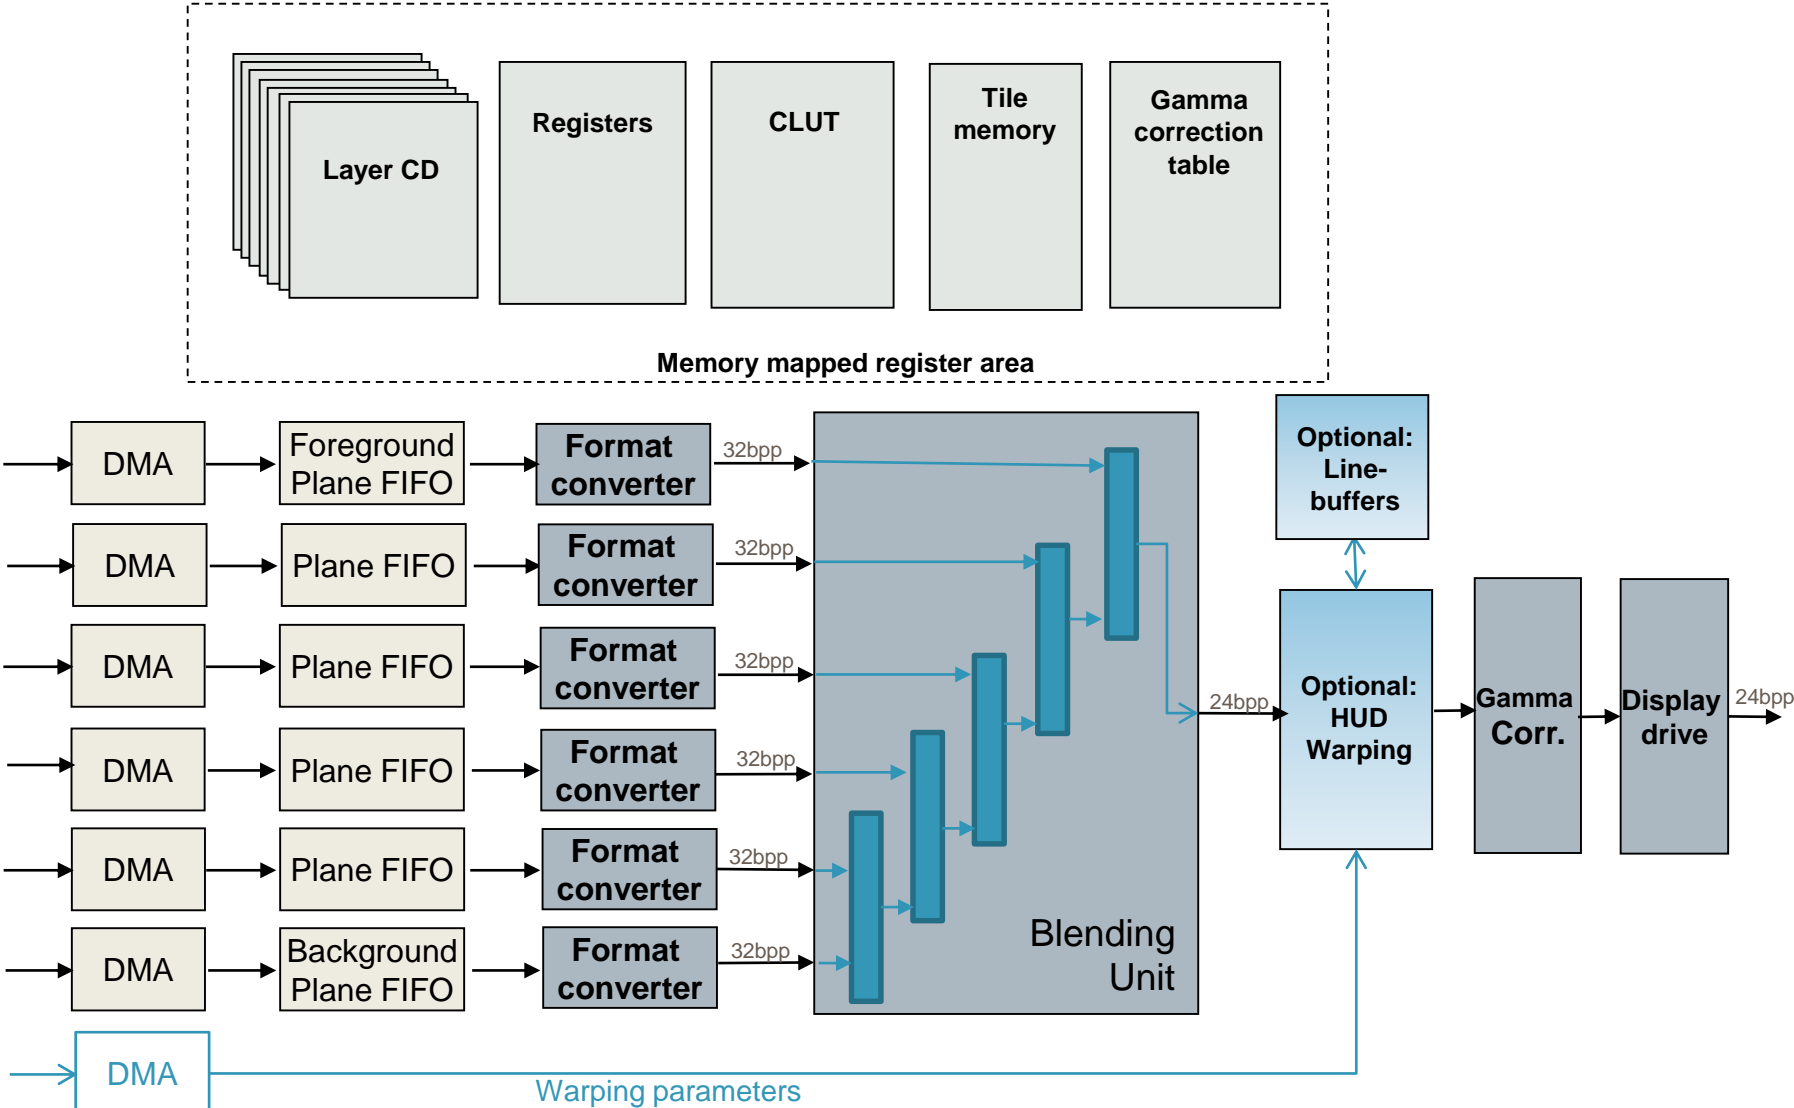 Layer CD
Registers
CLUT
Tile
memory
Gamma
correction
table
Memory mapped register area
DMA
Foreground
Plane FIFO
Format
converter
32bpp
DMA
Plane FIFO
Format
converter
32bpp
DMA
Plane FIFO
Format
converter
32bpp
DMA
Plane FIFO
Format
converter
32bpp
DMA
Plane FIFO
Format
converter
32bpp
DMA
Background
Plane FIFO
Format
converter
32bpp
Blending
Unit
24bpp
Optional:
Line-
buffers
Optional:
HUD
Warping
Gamma
Corr.
Display
drive
24bpp
DMA
Warping parameters